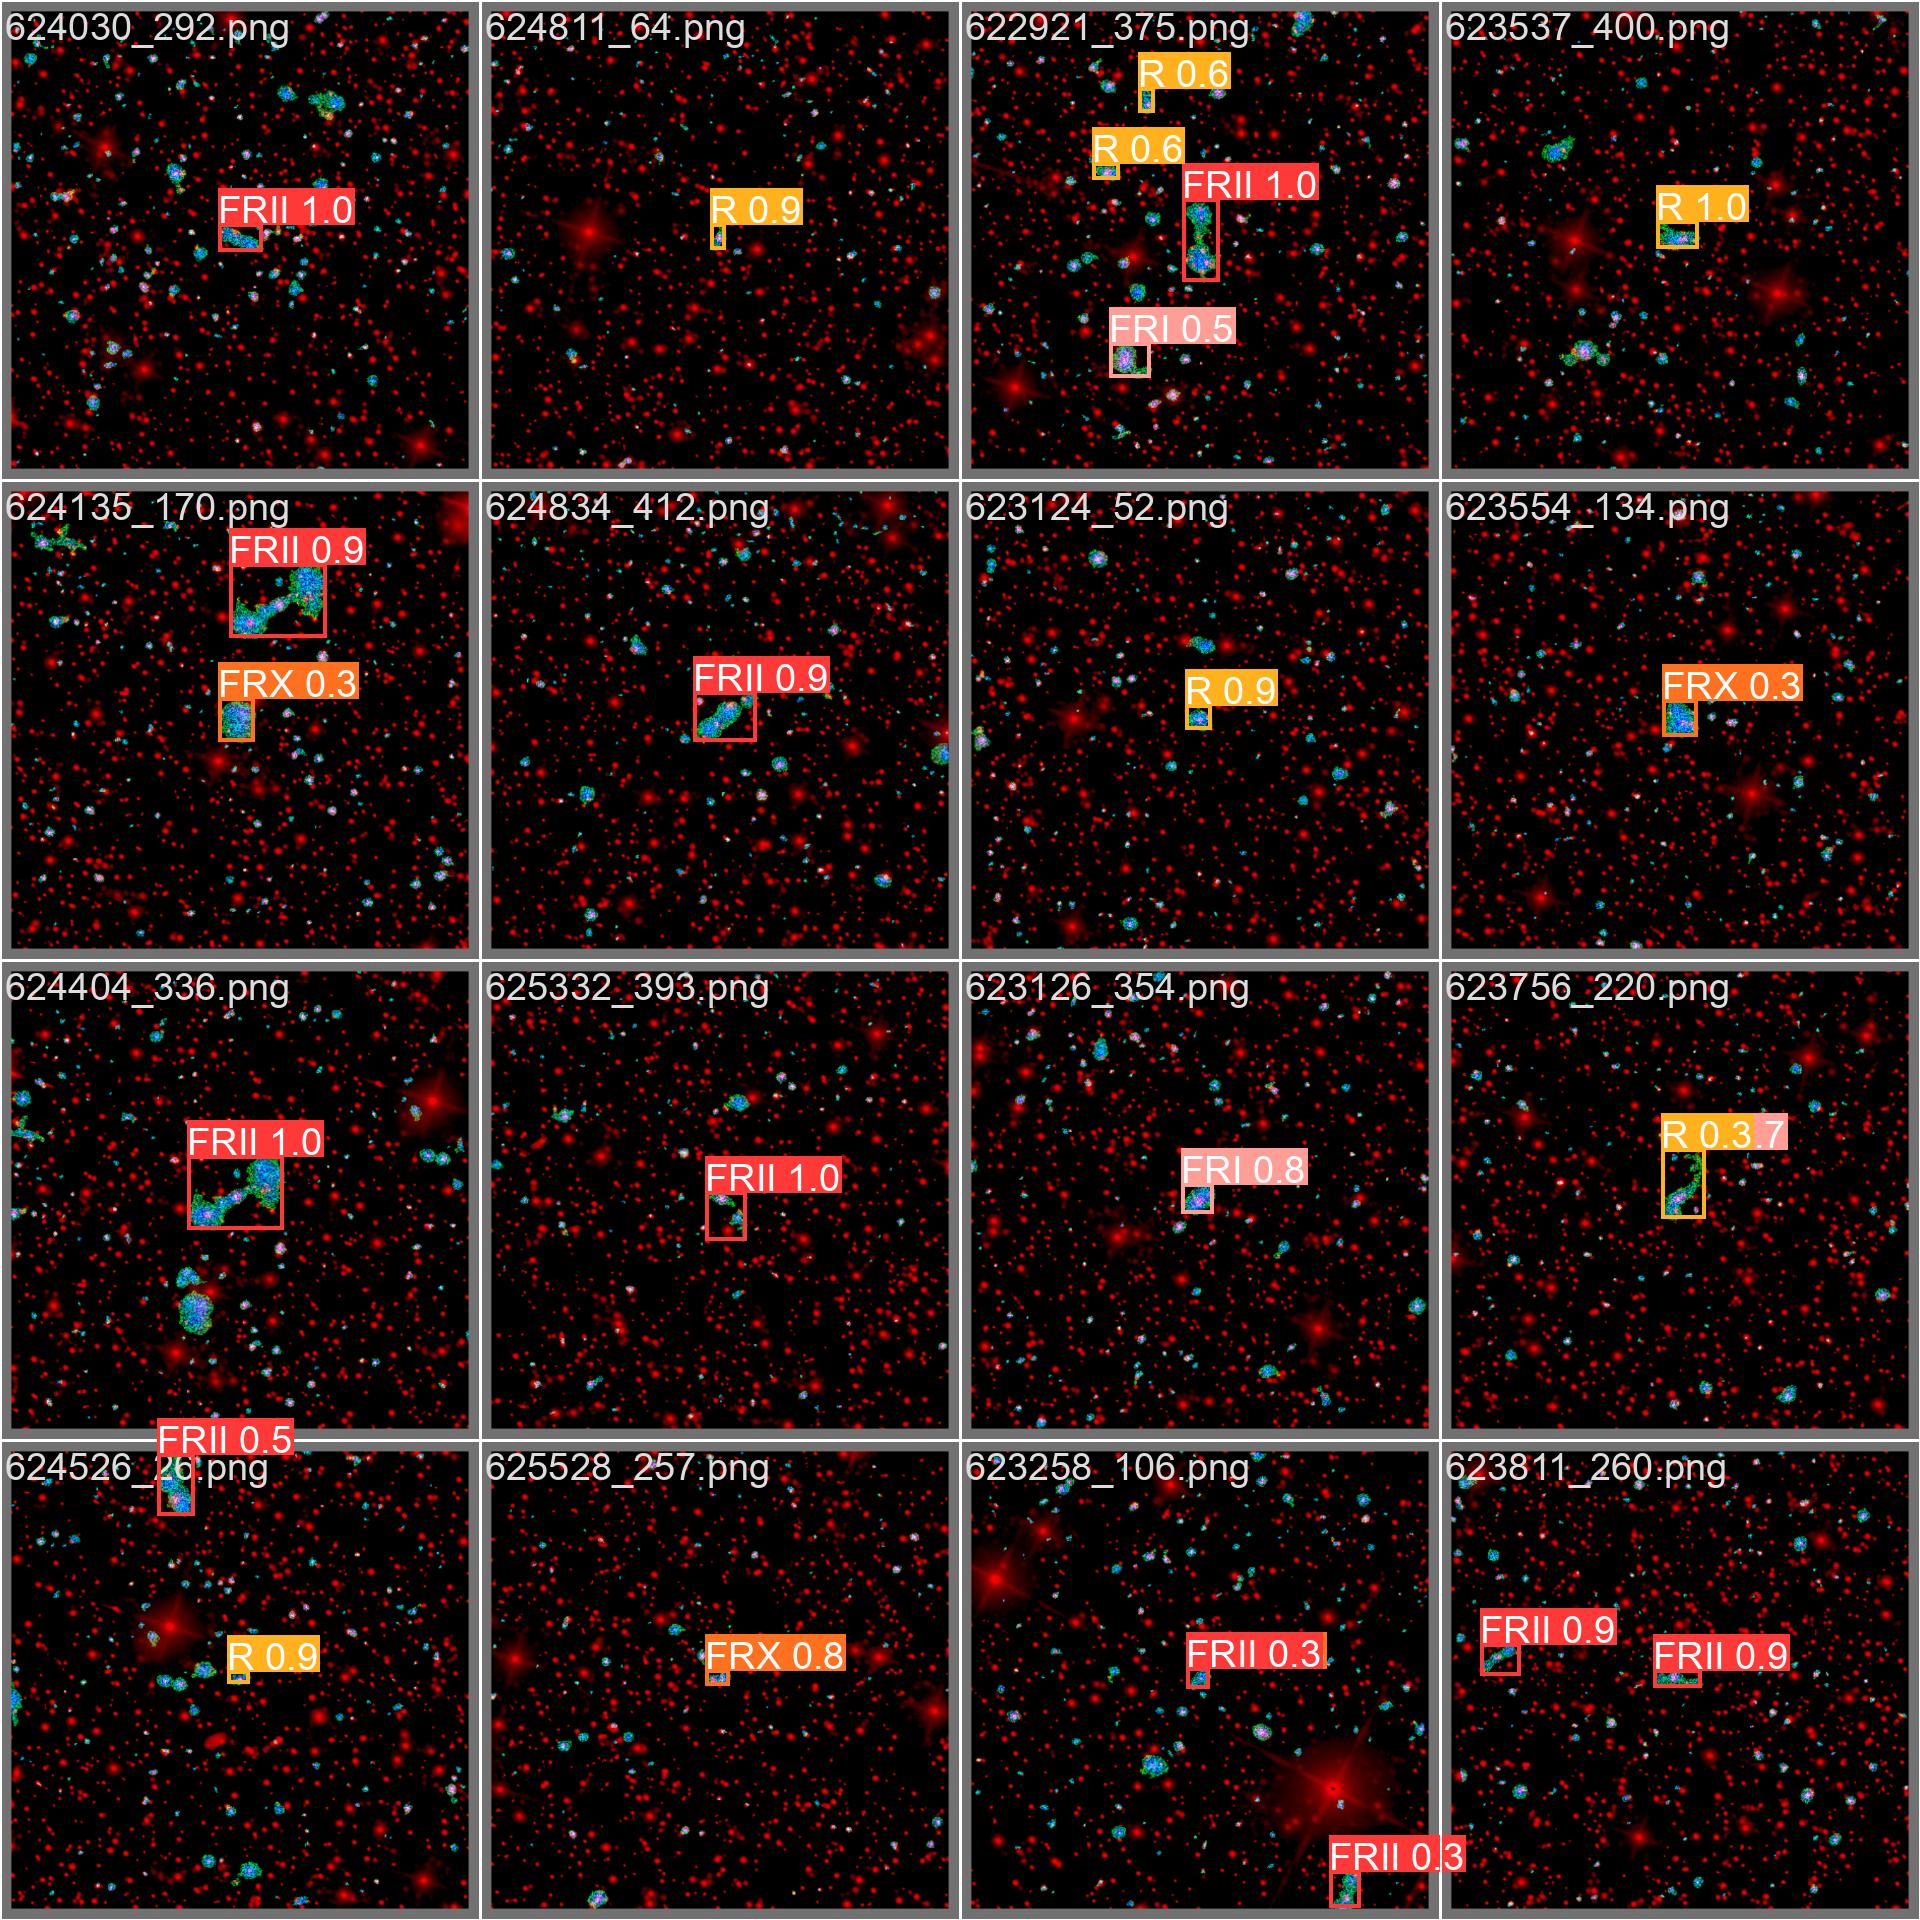 624030_292.png
FRII 1.0
624811_64.png
R 0.9
622921_375.png
R 0.6
R 0.6
FRII 1.0
FRI 0.5
623537_400.png
R 1.0
624135_170.png
FRII 0.9
FRX 0.3
624834_412.png
FRII 0.9
623124_52.png
R 0.9
623554_134.png
FRX 0.3
624404_336.png
FRII 1.0
625332_393.png
FRII 1.0
623126_354.png
FRI 0.8
623756_220.png
R 0.3.7
624526_26.png
FRII 0.5
R 0.9
625528_257.png
FRX 0.8
623258_106.png
FRII 0.3
FRII 0.3
623811_260.png
FRII 0.9
FRII 0.9